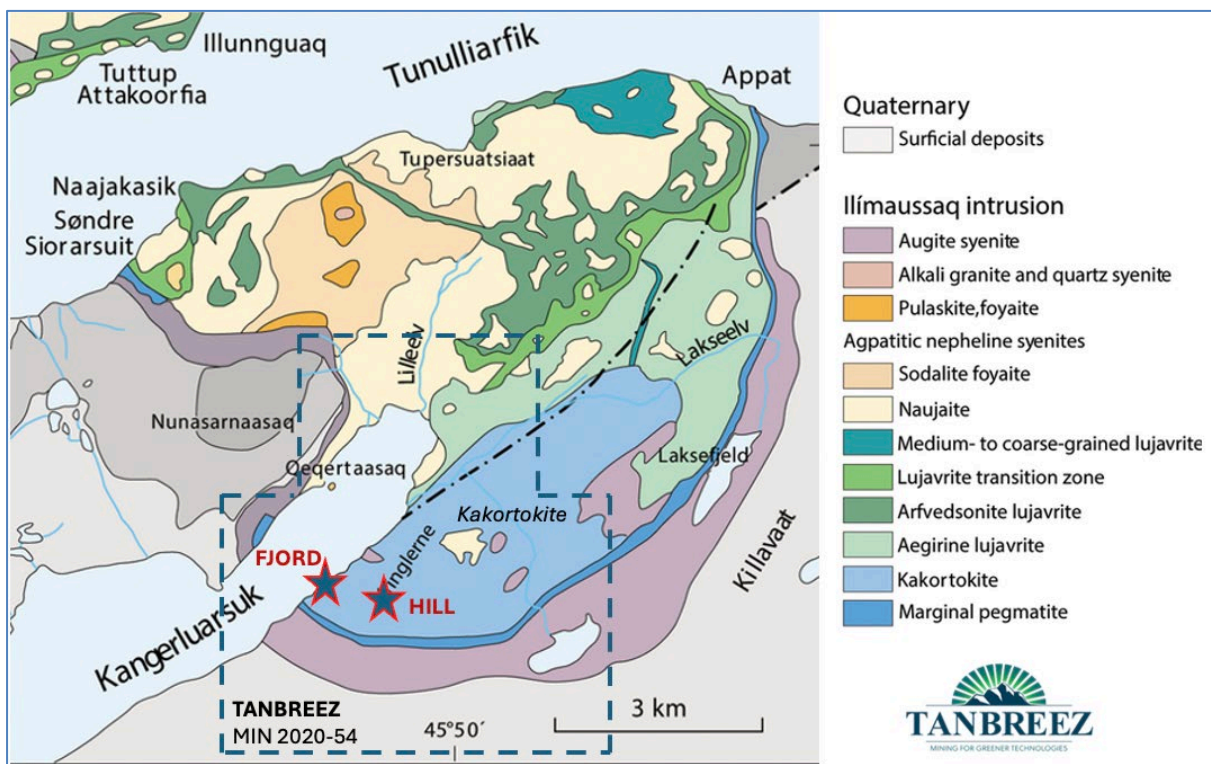 Illunnguaq
Tuttup
Attakoorfia
Tunulliarfik
Appat
Tupersuatsiaat
Naajakasik
Søndre
Siorarsuit
Lilleelv
Lakseelv
Nunasarnaasaq
Qeqertaasaq
Laksefjeld
Kakortokite
Killavaat
FJORD
inglerne
HILL
Kangerluarsuk
TANBREEZ
MIN 2020-54
45°50´
3 km
Quaternary
Surficial deposits
Ilímaussaq intrusion
Augite syenite
Alkali granite and quartz syenite
Pulaskite,foyaite
Agpatitic nepheline syenites
Sodalite foyaite
Naujaite
Medium- to coarse-grained lujavrite
Lujavrite transition zone
Arfvedsonite lujavrite
Aegirine lujavrite
Kakortokite
Marginal pegmatite
TANBREEZ
MINING FOR GREENER TECHNOLOGIES